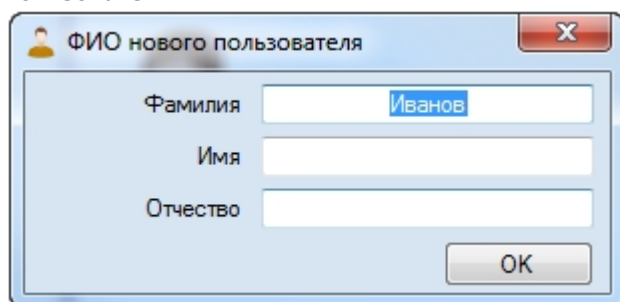 ФИО нового пользователя
Фамилия Иванов
Имя
Отчество
OK